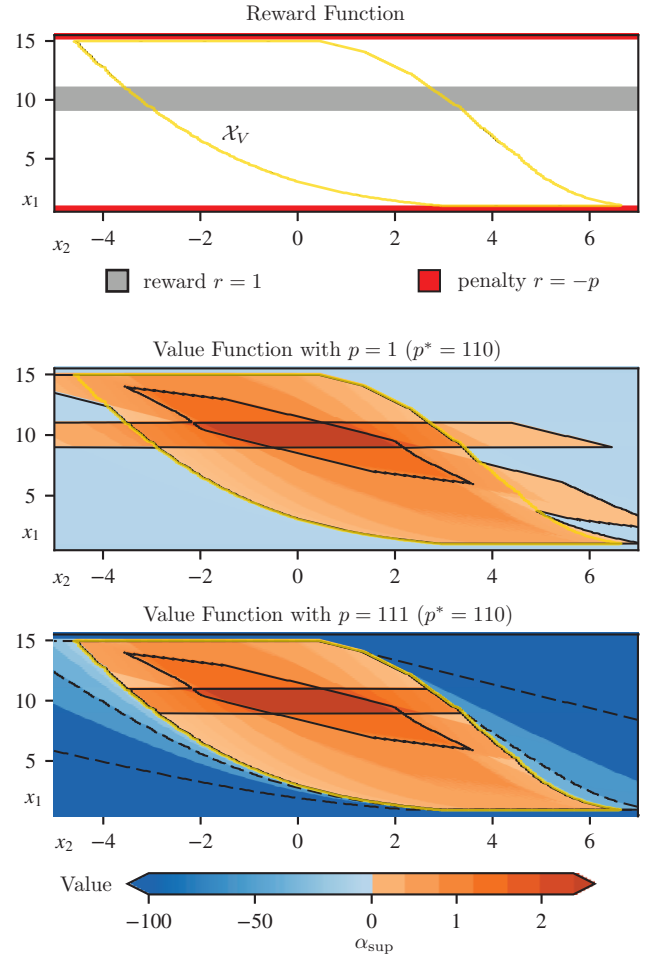 Reward Function
15
10
5
x₁
𝒳_V
x₂ −4 −2 0 2 4 6
reward r = 1 penalty r = −p
Value Function with p = 1 (p* = 110)
15
10
5
x₁
x₂ −4 −2 0 2 4 6
Value Function with p = 111 (p* = 110)
15
10
5
x₁
x₂ −4 −2 0 2 4 6
Value
−100 −50 0 1 2
α_sup